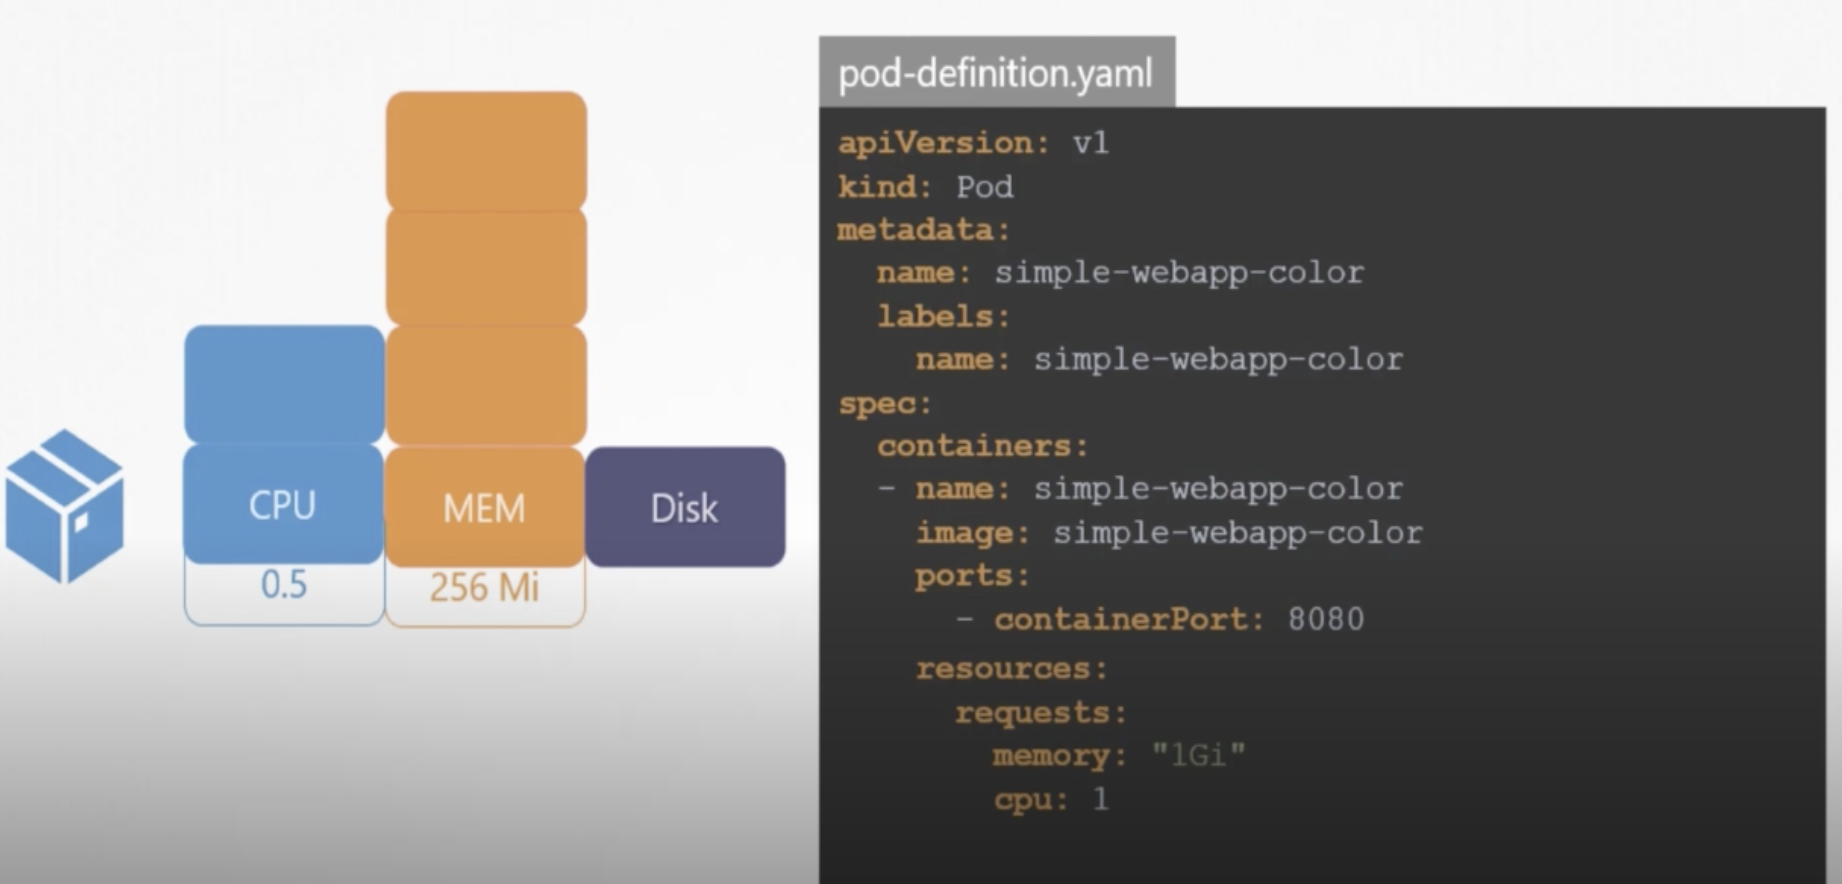 CPU
MEM
Disk
0.5
256 Mi
pod-definition.yaml
apiVersion: v1
kind: Pod
metadata:
  name: simple-webapp-color
  labels:
    name: simple-webapp-color
spec:
  containers:
  - name: simple-webapp-color
    image: simple-webapp-color
    ports:
      - containerPort: 8080
    resources:
      requests:
        memory: "1Gi"
        cpu: 1